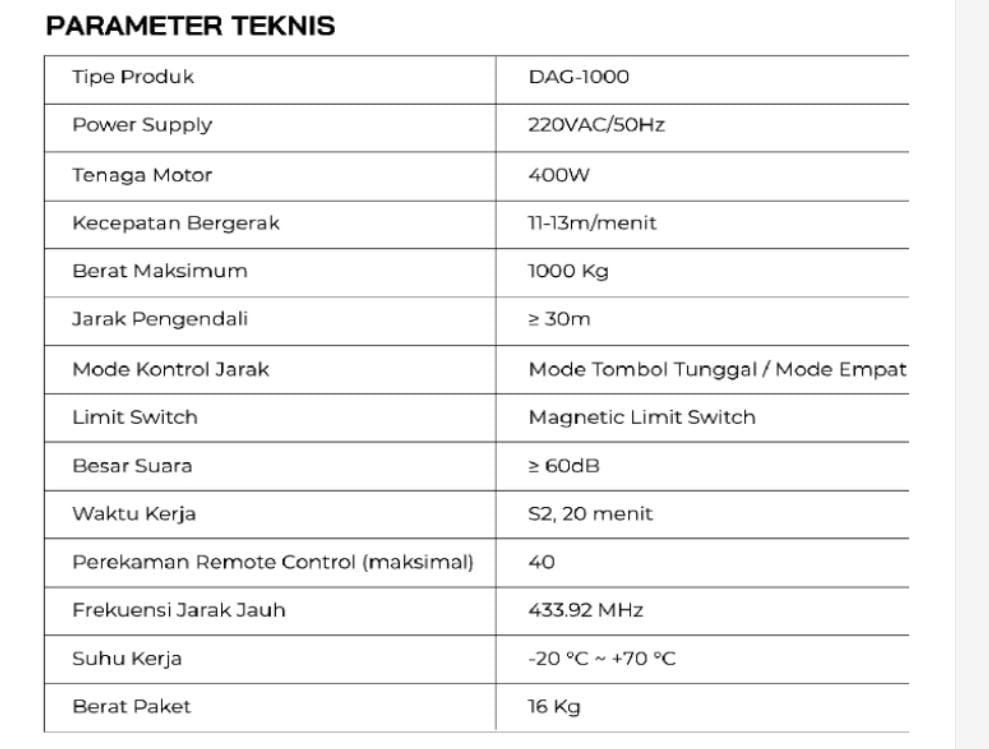 PARAMETER TEKNIS
Tipe Produk DAG-1000
Power Supply 220VAC/50Hz
Tenaga Motor 400W
Kecepatan Bergerak 11-13m/menit
Berat Maksimum 1000 Kg
Jarak Pengendali ≥ 30m
Mode Kontrol Jarak Mode Tombol Tunggal / Mode Empat
Limit Switch Magnetic Limit Switch
Besar Suara ≥ 60dB
Waktu Kerja S2, 20 menit
Perekaman Remote Control (maksimal) 40
Frekuensi Jarak Jauh 433.92 MHz
Suhu Kerja -20 °C ~ +70 °C
Berat Paket 16 Kg